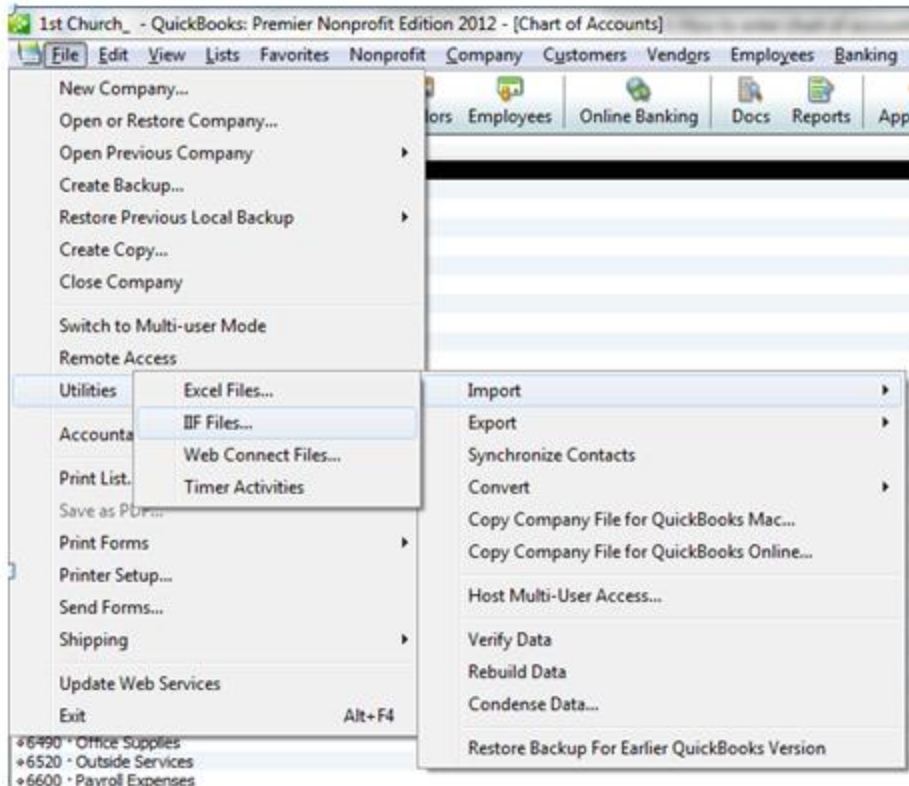 1st Church_ - QuickBooks: Premier Nonprofit Edition 2012 - [Chart of Accounts]
File Edit View Lists Favorites Nonprofit Company Customers Vendors Employees Banking
Employees Online Banking Docs Reports App
New Company...
Open or Restore Company...
Open Previous Company
Create Backup...
Restore Previous Local Backup
Create Copy...
Close Company
Switch to Multi-user Mode
Remote Access
Utilities
Accounta
Print List.
Save as PDF...
Print Forms
Printer Setup...
Send Forms...
Shipping
Update Web Services
Exit Alt+F4
Excel Files...
IIF Files...
Web Connect Files...
Timer Activities
Import
Export
Synchronize Contacts
Convert
Copy Company File for QuickBooks Mac...
Copy Company File for QuickBooks Online...
Host Multi-User Access...
Verify Data
Rebuild Data
Condense Data...
Restore Backup For Earlier QuickBooks Version
6490 · Office Supplies
6520 · Outside Services
6600 · Payroll Expenses